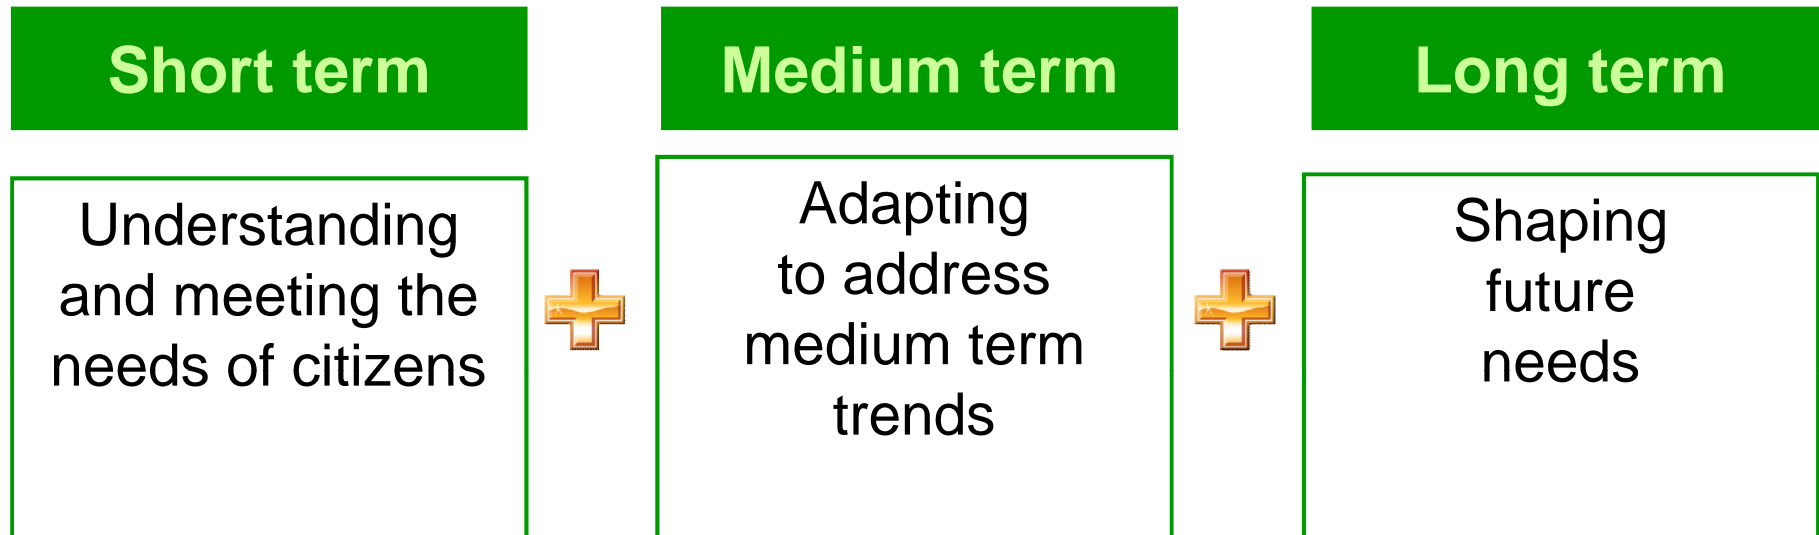 Short term
Understanding
and meeting the
needs of citizens
Medium term
Adapting
to address
medium term
trends
Long term
Shaping
future
needs